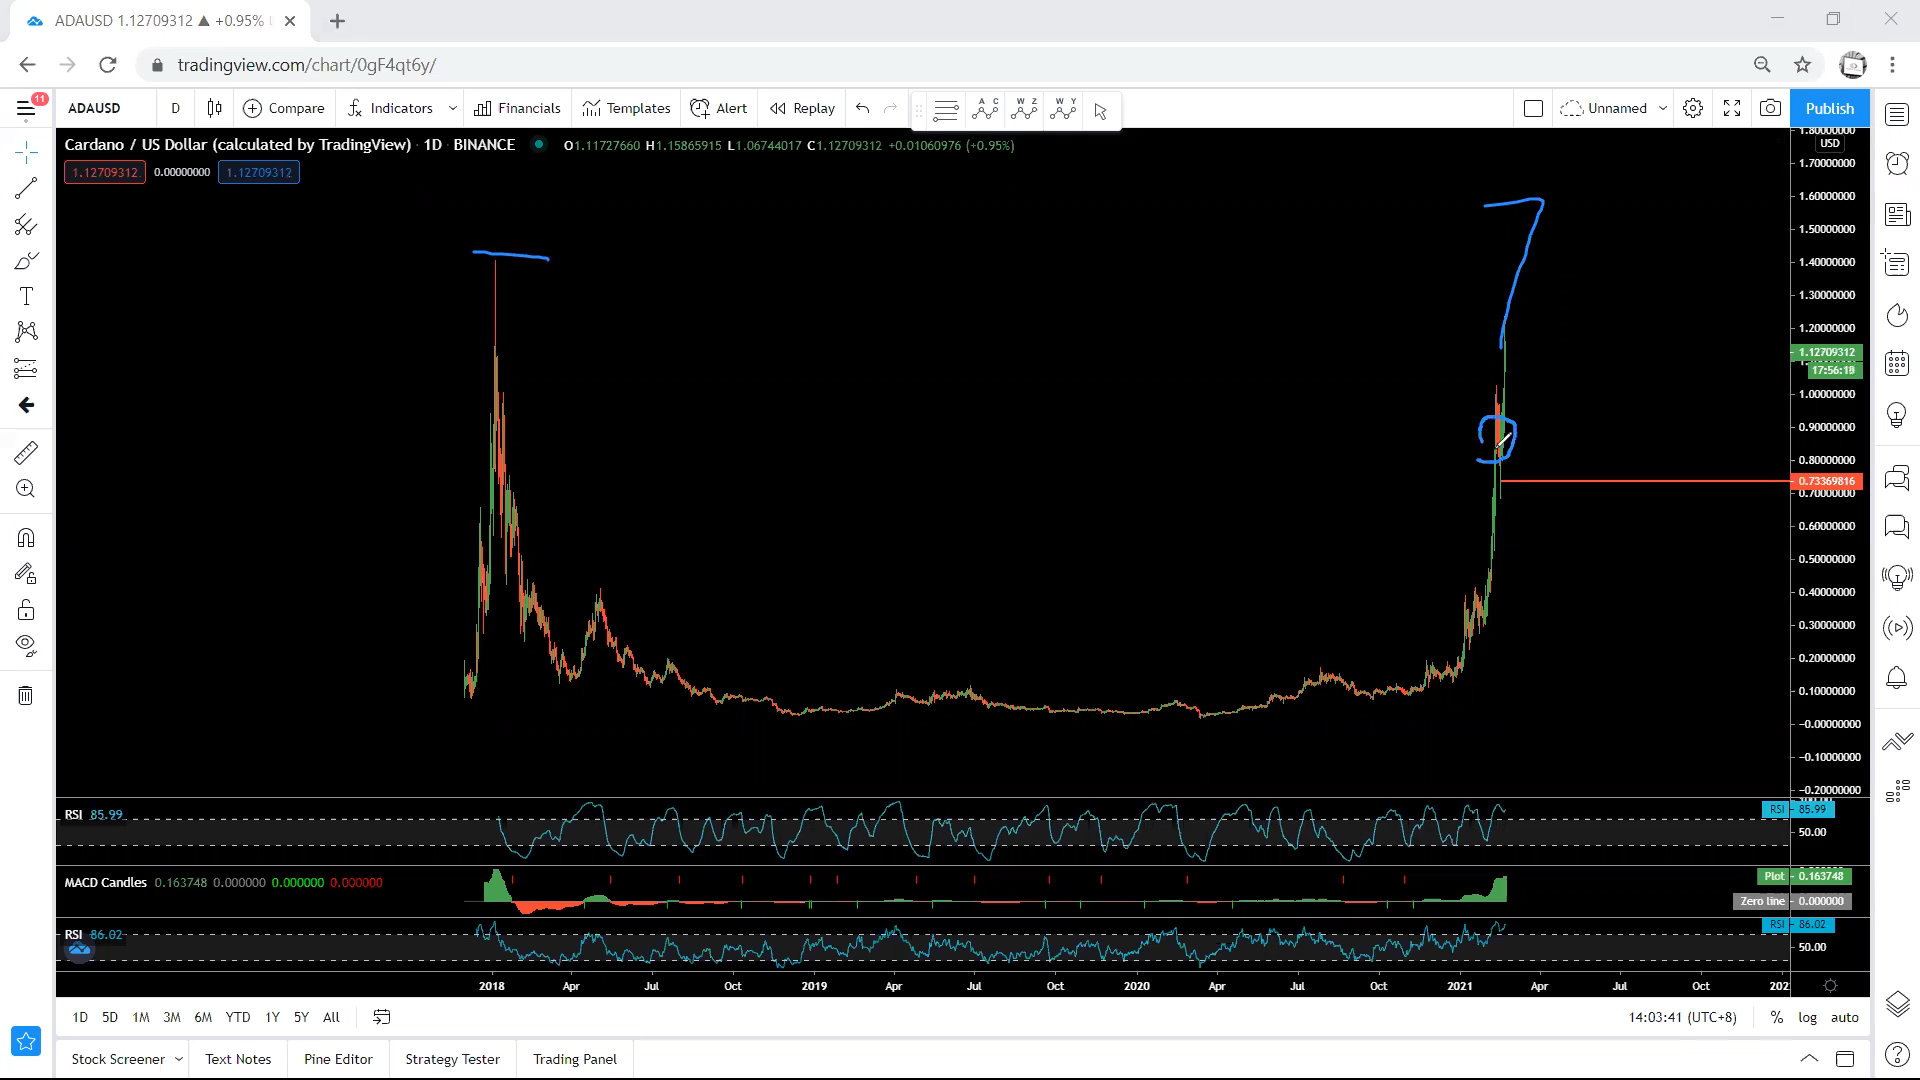 ADAUSD 1.12709312 ▲ +0.95%
tradingview.com/chart/0gF4qt6y/
11
ADAUSD D Compare Indicators Financials Templates Alert Replay Unnamed Publish
A C W Z W Y
Cardano / US Dollar (calculated by TradingView) · 1D · BINANCE O1.11727660 H1.15865915 L1.06744017 C1.12709312 +0.01060976 (+0.95%)
1.12709312 0.00000000 1.12709312
1.80000000
USD
1.70000000
1.60000000
1.50000000
1.40000000
1.30000000
1.20000000
1.12709312
17:56:18
1.00000000
0.90000000
0.80000000
0.73369816
0.70000000
0.60000000
0.50000000
0.40000000
0.30000000
0.20000000
0.10000000
−0.00000000
−0.10000000
−0.20000000
RSI 85.99
RSI 85.99
50.00
MACD Candles 0.163748 0.000000 0.000000 0.000000
Plot 0.163748
Zero line 0.000000
RSI 86.02
RSI 86.02
50.00
2018 Apr Jul Oct 2019 Apr Jul Oct 2020 Apr Jul Oct 2021 Apr Jul Oct
1D 5D 1M 3M 6M YTD 1Y 5Y All 14:03:41 (UTC+8) % log auto
Stock Screener Text Notes Pine Editor Strategy Tester Trading Panel